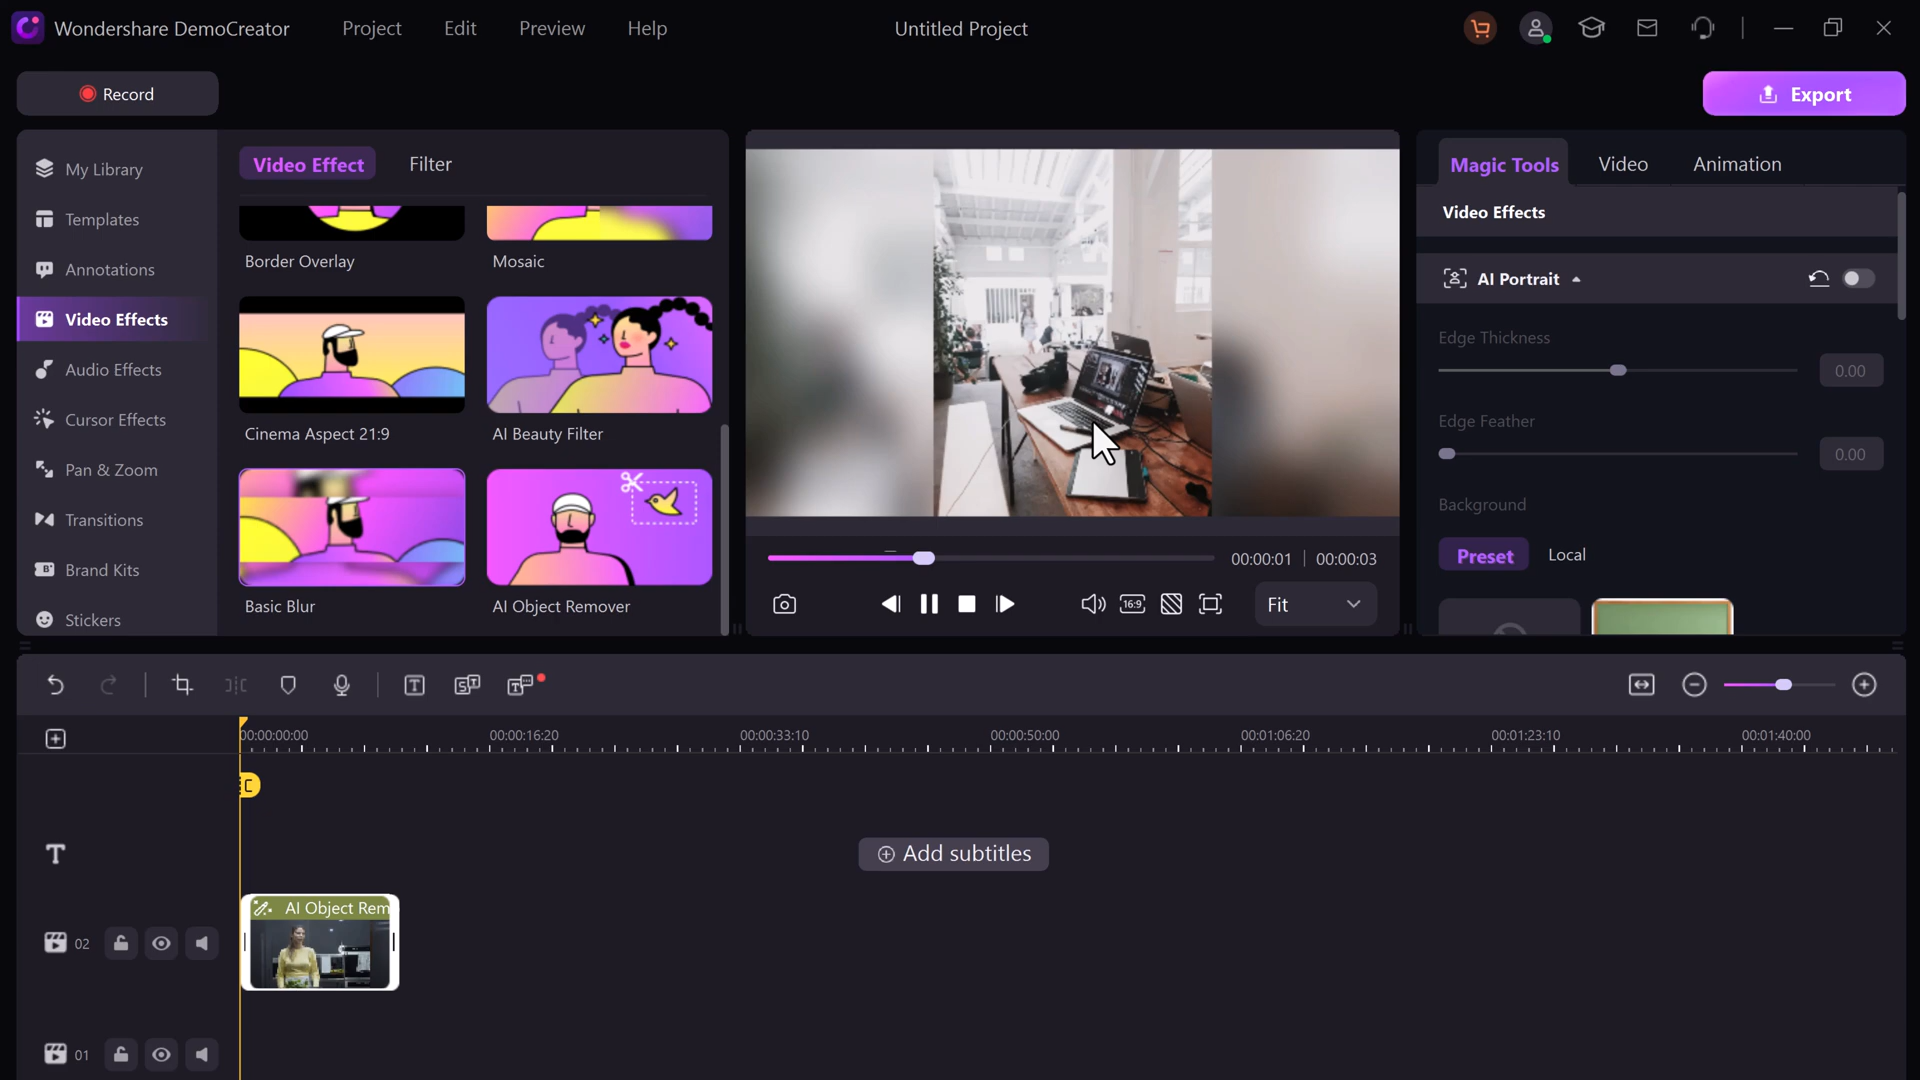 Wondershare DemoCreator
Project
Edit
Preview
Help
Untitled Project
Record
Export
My Library
Templates
Annotations
Video Effects
Audio Effects
Cursor Effects
Pan & Zoom
Transitions
Brand Kits
Stickers
Video Effect
Filter
Border Overlay
Mosaic
Cinema Aspect 21:9
AI Beauty Filter
Basic Blur
AI Object Remover
00:00:01 | 00:00:03
16:9
Fit
Magic Tools
Video
Animation
Video Effects
AI Portrait
Edge Thickness
0.00
Edge Feather
0.00
Background
Preset
Local
00:00:00:00
00:00:16:20
00:00:33:10
00:00:50:00
00:01:06:20
00:01:23:10
00:01:40:00
Add subtitles
AI Object Rem
02
01